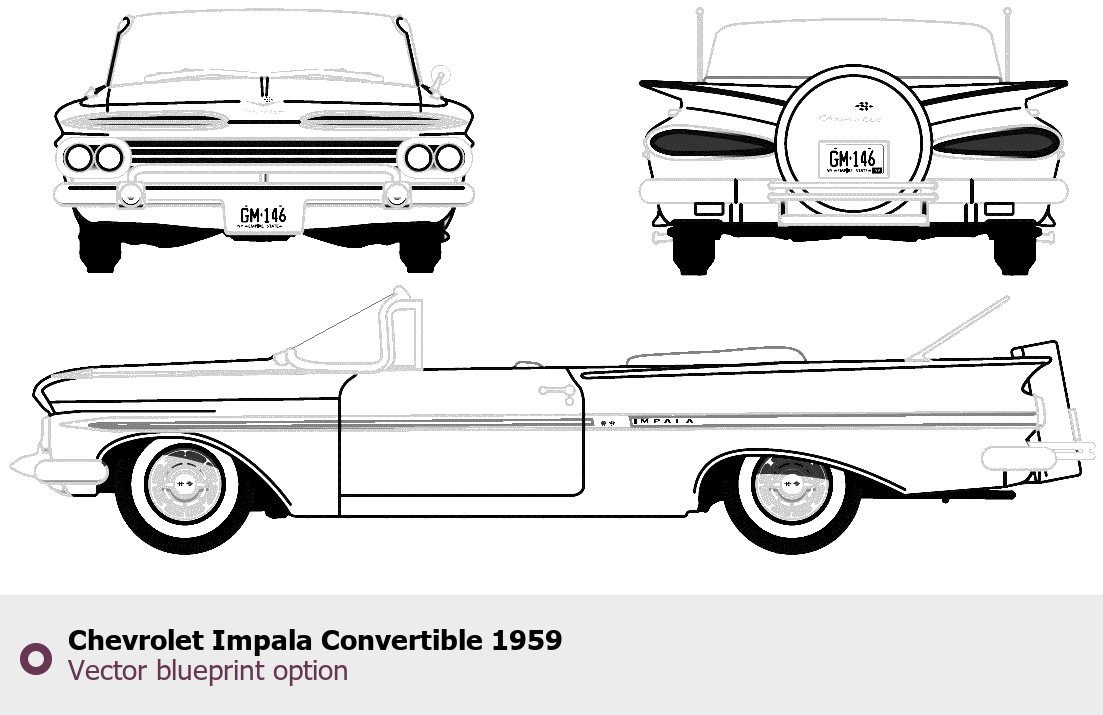 GM·146
GM·146
IMPALA
Chevrolet Impala Convertible 1959
Vector blueprint option